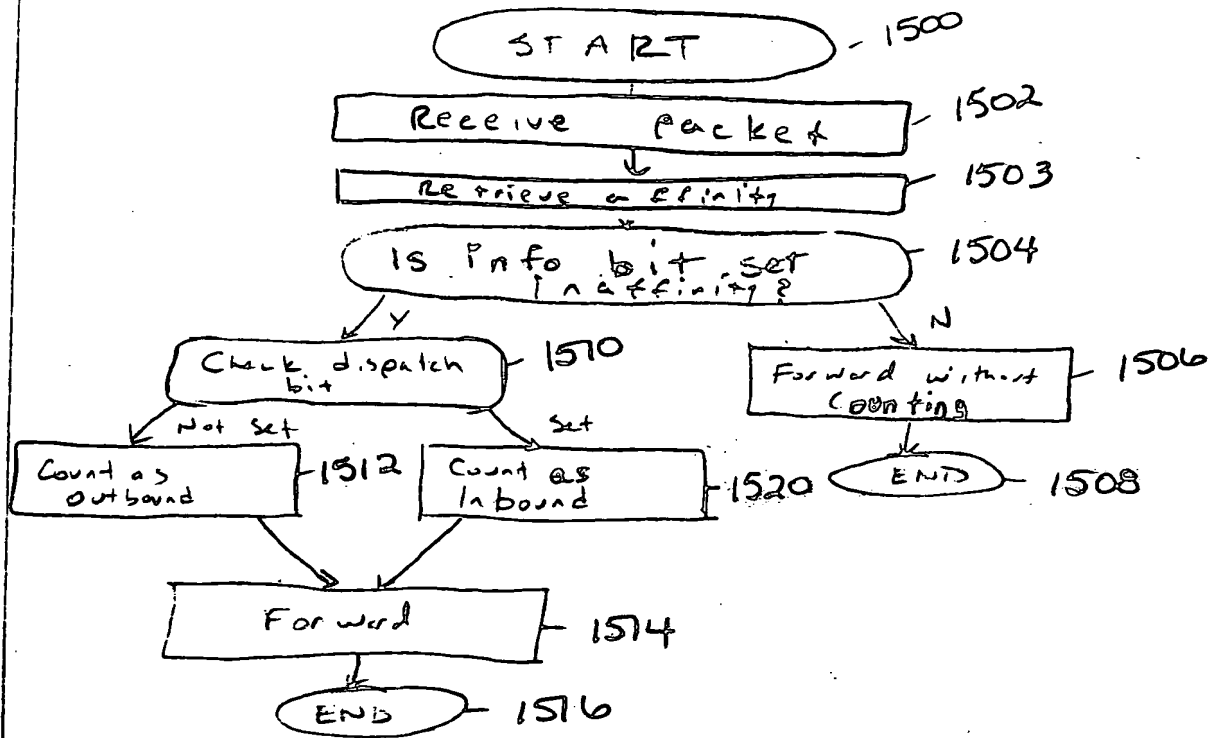 START
1500
Receive packet
1502
Retrieve affinity
1503
Is info bit set
in affinity?
1504
Y
N
Check dispatch
bit
1510
Forward without
Counting
1506
Not Set
Set
Count as
Outbound
1512
Count as
Inbound
1520
END
1508
Forward
1514
END
1516